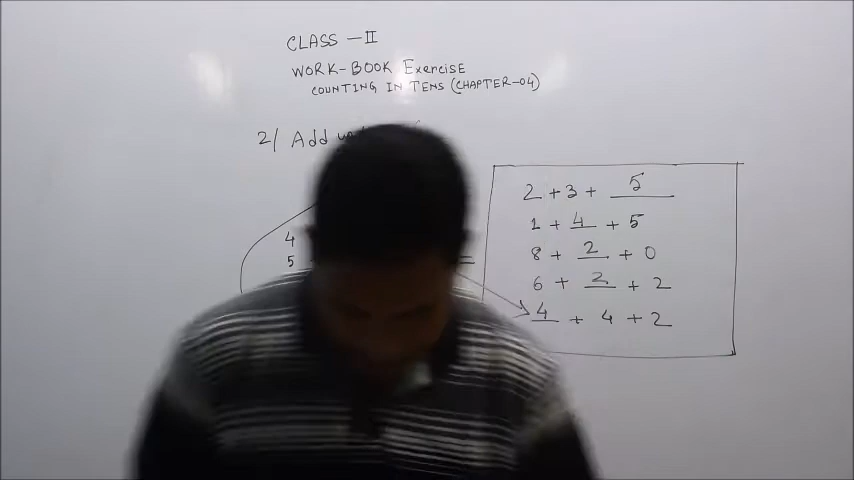 CLASS - II
WORK-BOOK Exercise
COUNTING IN TENS (CHAPTER-04)
2/ Add
4
5
2 + 3 + 5
1 + 4 + 5
8 + 2 + 0
6 + 2 + 2
4 + 4 + 2